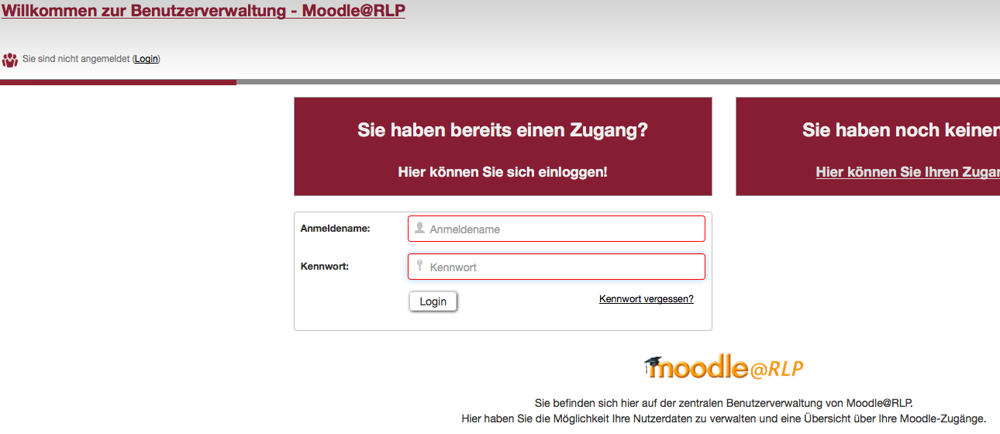 Willkommen zur Benutzerverwaltung - Moodle@RLP
Sie sind nicht angemeldet (Login)
Sie haben bereits einen Zugang?
Hier können Sie sich einloggen!
Sie haben noch keinen
Hier können Sie Ihren Zugan
Anmeldename:
Anmeldename
Kennwort:
Kennwort
Login
Kennwort vergessen?
moodle@RLP
Sie befinden sich hier auf der zentralen Benutzerverwaltung von Moodle@RLP.
Hier haben Sie die Möglichkeit Ihre Nutzerdaten zu verwalten und eine Übersicht über Ihre Moodle-Zugänge.